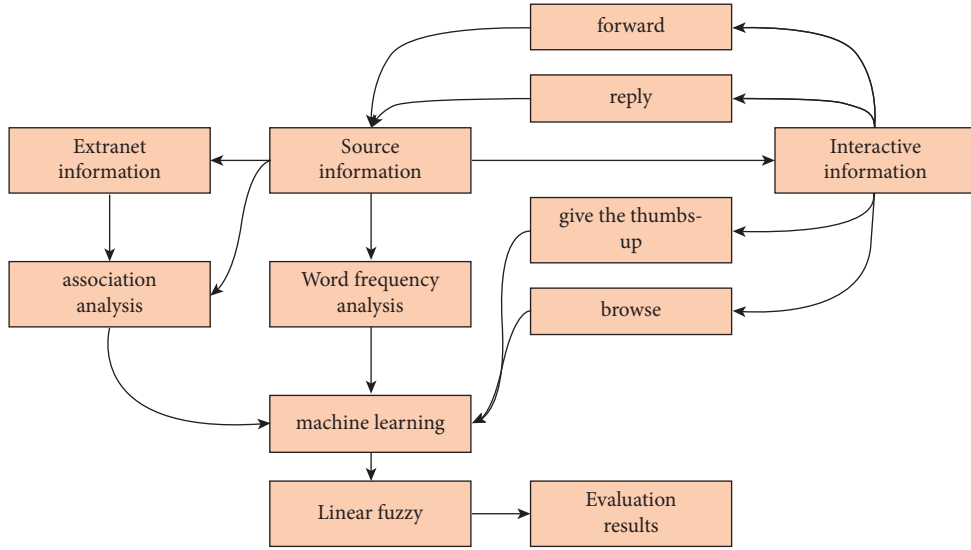 forward
reply
Extranet
information
Source
information
Interactive
information
give the thumbs-
up
association
analysis
Word frequency
analysis
browse
machine learning
Linear fuzzy
Evaluation
results